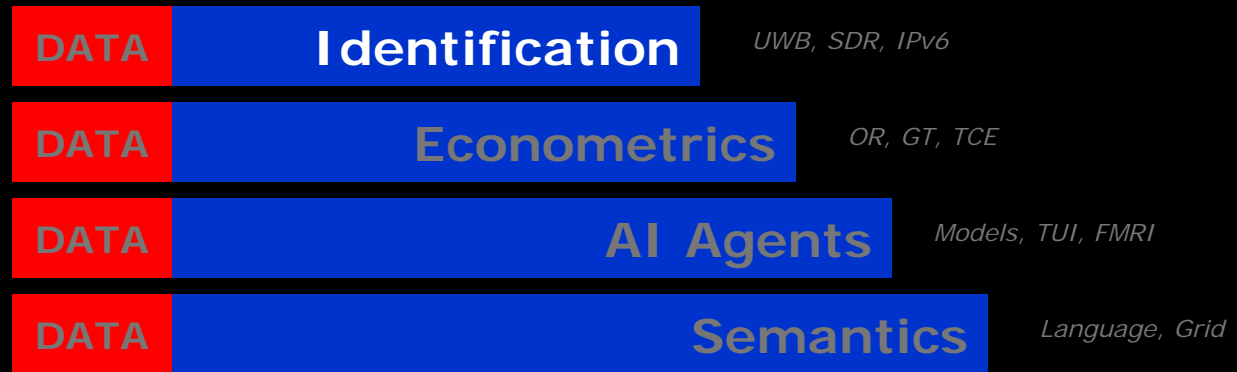 DATA Identification UWB, SDR, IPv6
DATA Econometrics OR, GT, TCE
DATA AI Agents Models, TUI, FMRI
DATA Semantics Language, Grid